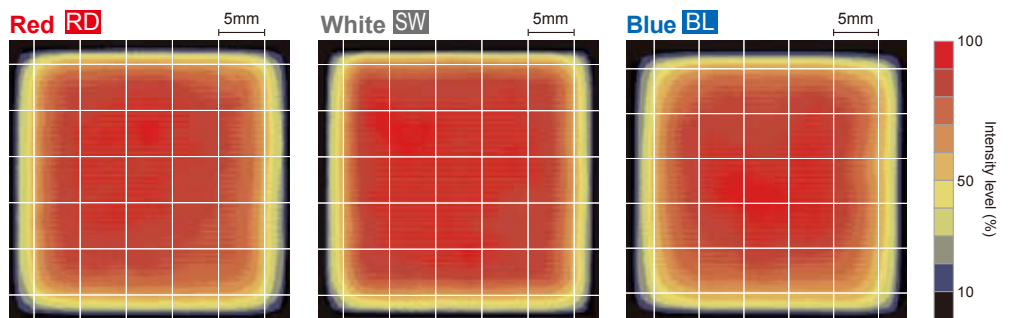 Red RD 5mm
White SW 5mm
Blue BL 5mm
100
50
10
Intensity level (%)